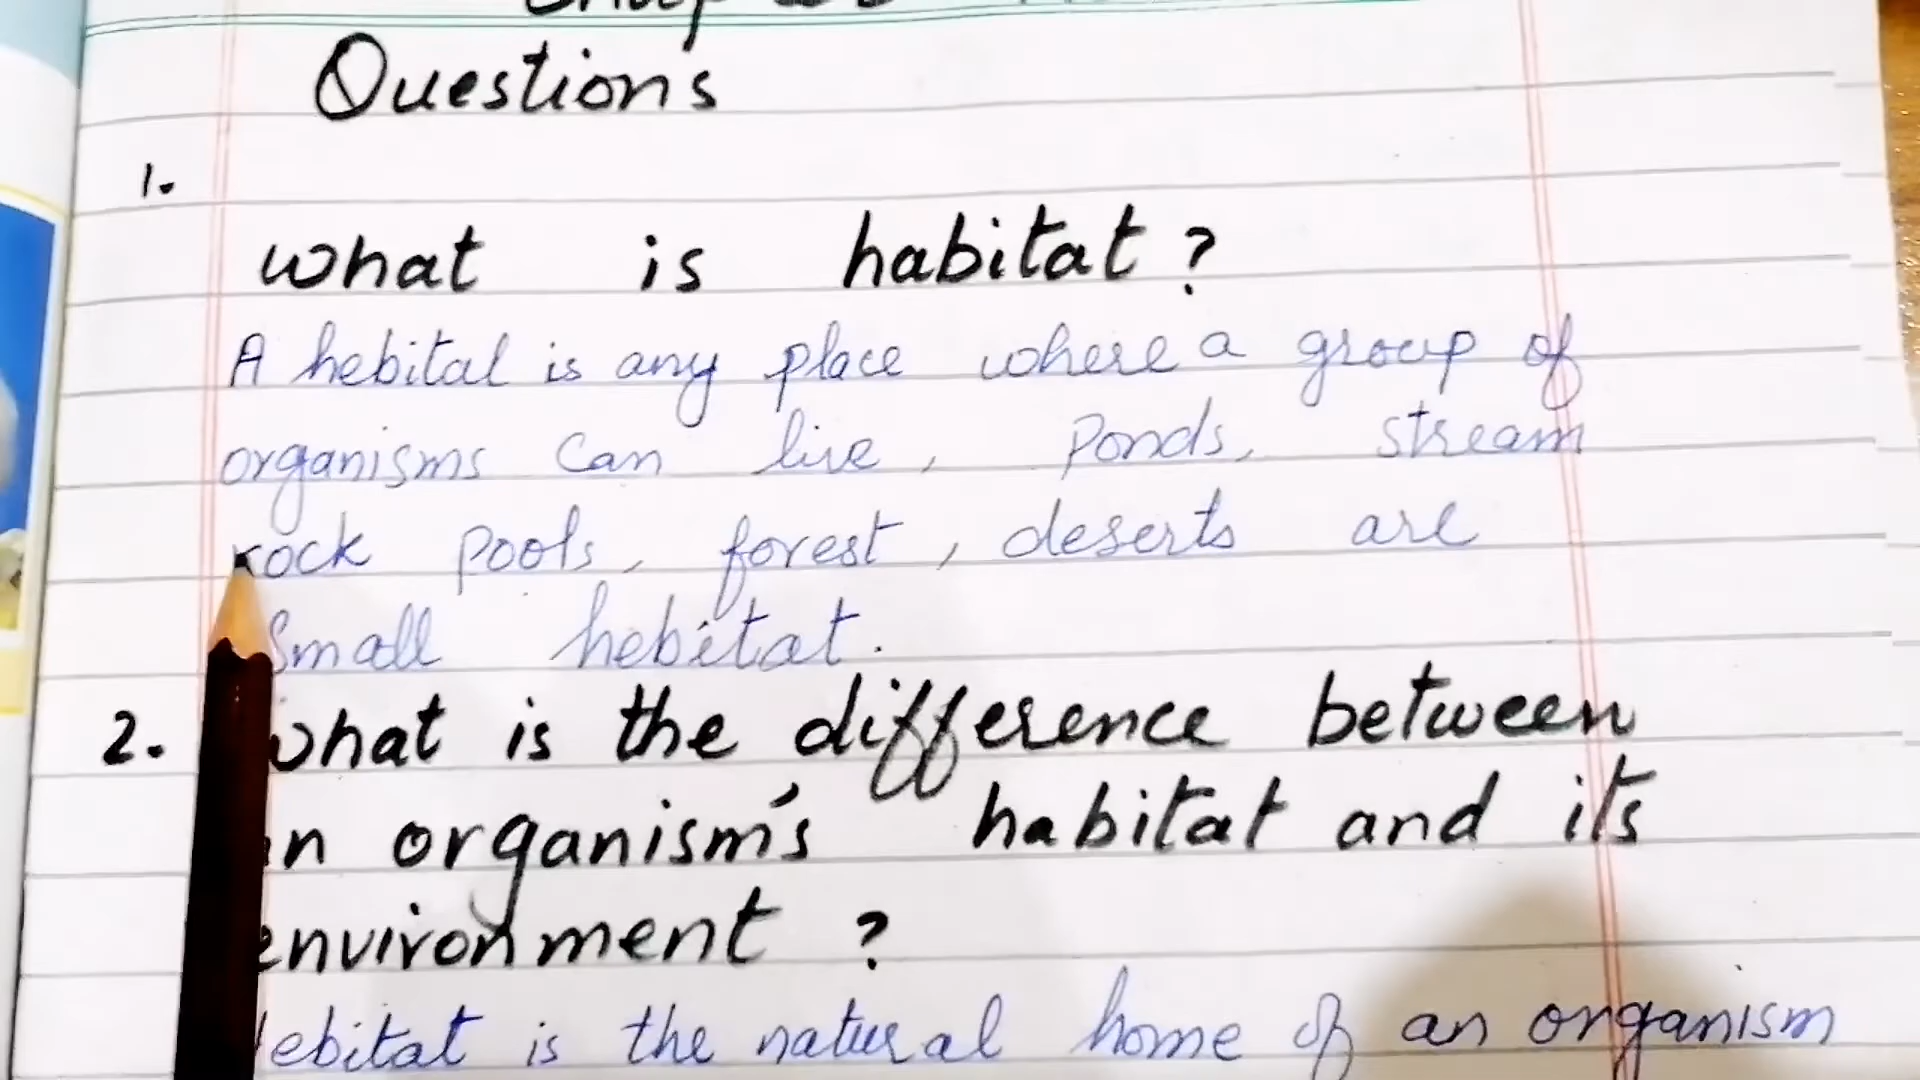 Questions
1.
what is habitat?
A hebital is any place where a group of
organisms can live, Ponds, stream
rock pools, forest, deserts are
Small hebitat.
2. what is the difference between
in organism's habitat and its
environment ?
Hebitat is the natural home of an organism